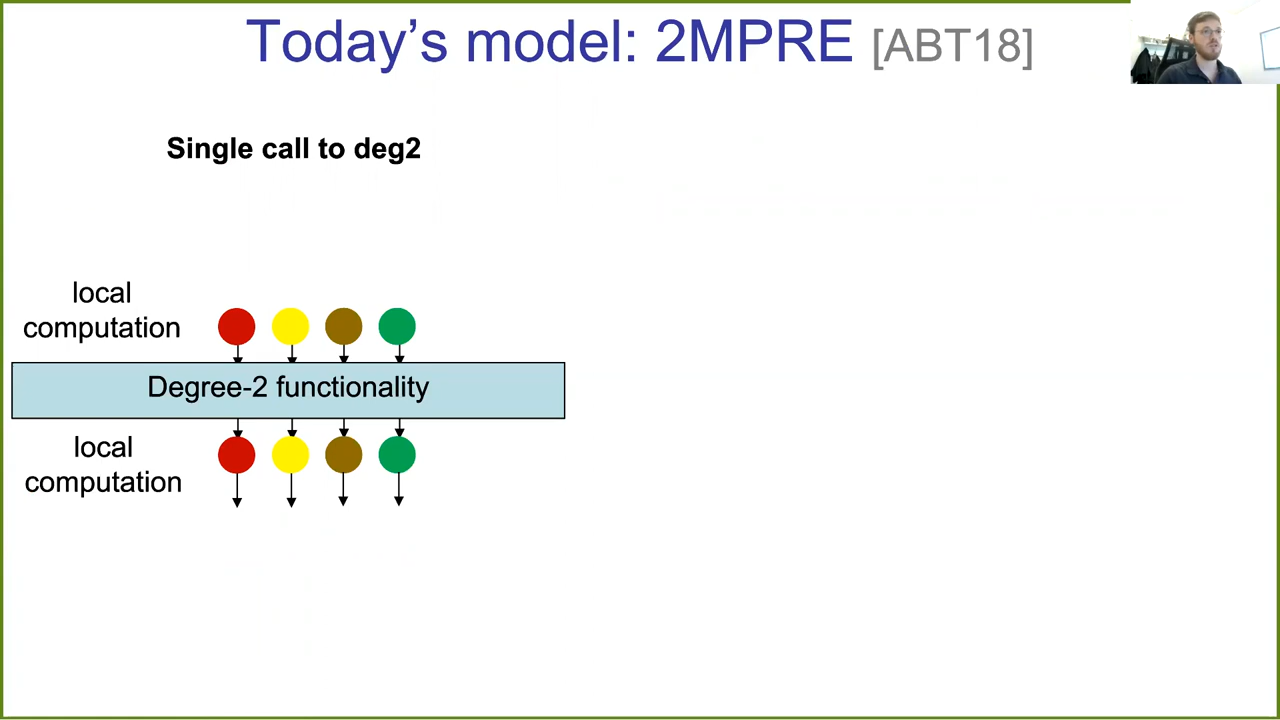 Today's model: 2MPRE [ABT18]
Single call to deg2
local
computation
Degree-2 functionality
local
computation